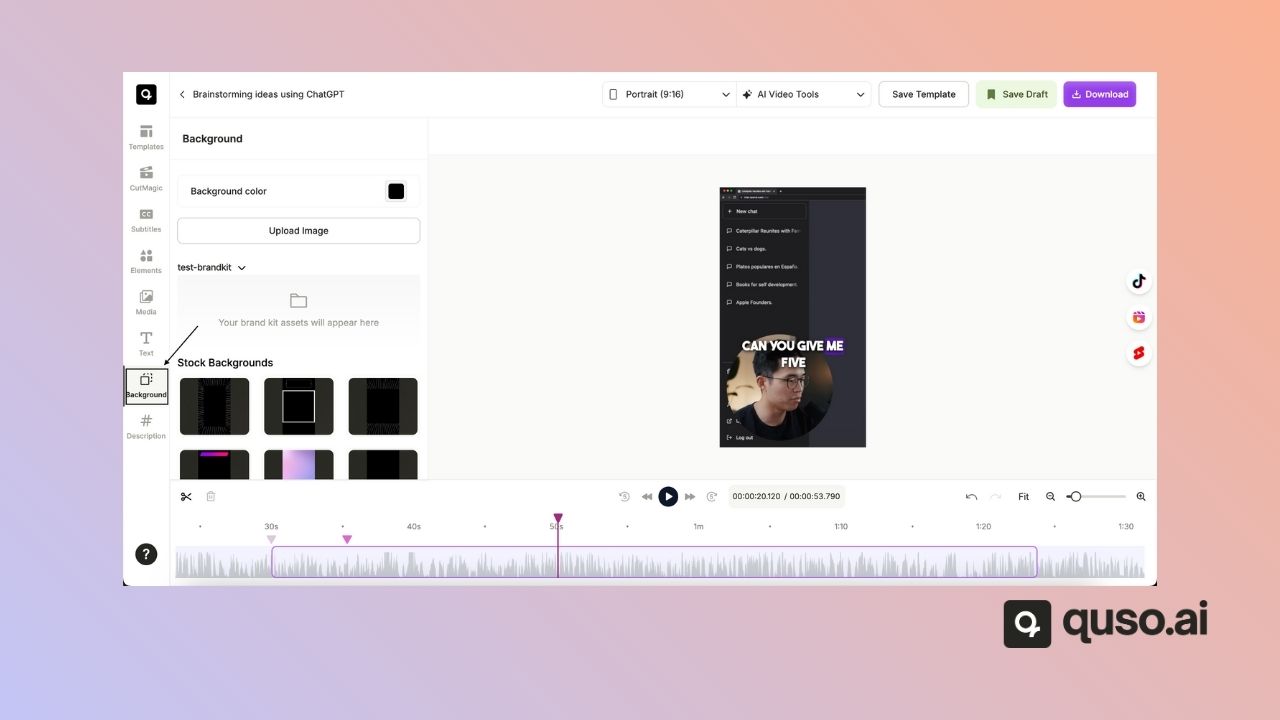 Brainstorming ideas using ChatGPT
Portrait (9:16)
AI Video Tools
Save Template
Save Draft
Download
Templates
CutMagic
CC
Subtitles
Elements
Media
T
Text
Background
#
Description
Background
Background color
Upload Image
test-brandkit
Your brand kit assets will appear here
Stock Backgrounds
+ New chat
Caterpillar Reunites with Fam
Cats vs dogs.
Platos populares en Españo
Books for self development.
Apple Founders.
CAN YOU GIVE ME
FIVE
Log out
5
5
00:00:20.120 / 00:00:53.790
Fit
30s
40s
50s
1m
1:10
1:20
1:30
?
quso.ai